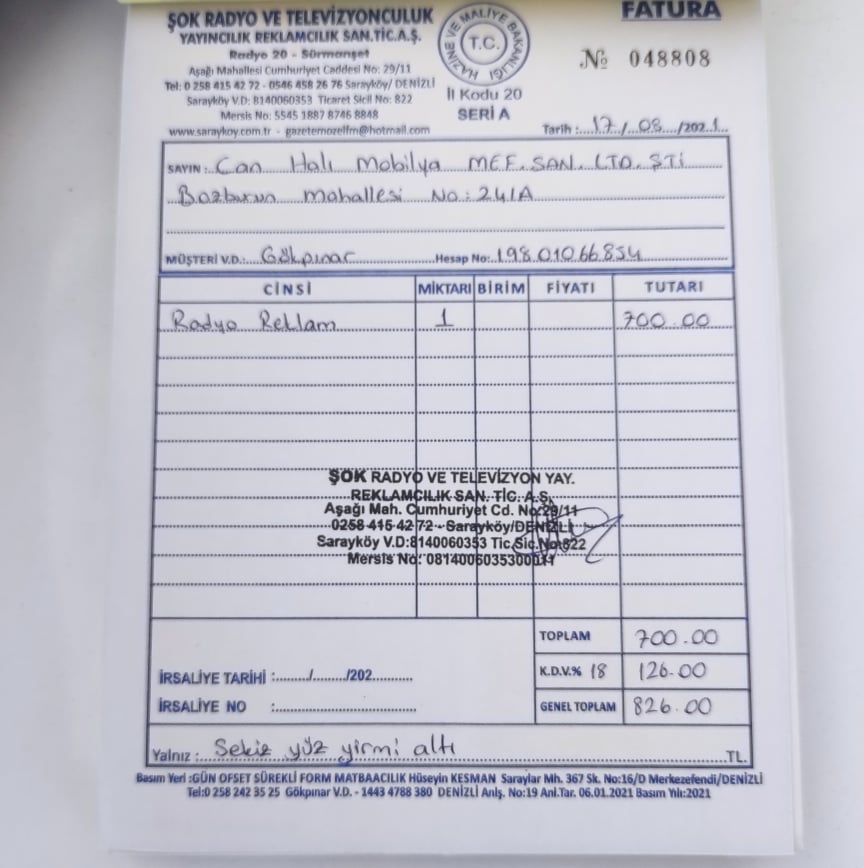 ŞOK RADYO VE TELEVİZYONCULUK
YAYINCILIK REKLAMCILIK SAN.TİC.A.Ş.
Radyo 20 - Sürmanşet
Aşağı Mahallesi Cumhuriyet Caddesi No: 29/11
Tel: 0 258 415 42 72 - 0546 458 26 76 Sarayköy/ DENİZLİ
Sarayköy V.D: 8140060353 Ticaret Sicil No: 822
Mersis No: 5545 1887 8746 8848
www.saraykoy.com.tr - gazetemozelfm@hotmail.com
T.C. HAZİNE VE MALİYE BAKANLIĞI
İl Kodu 20
SERİ A
FATURA
№ 048808
Tarih : 17/08/2021
SAYIN : Can Halı Mobilya MEF.SAN. LTD.ŞTİ
Bozburun mahallesi No:241A
MÜŞTERİ V.D.: Gökpınar Hesap No: 19801066854
CİNSİ MİKTARI BİRİM FİYATI TUTARI
Radyo Reklam 1 700.00
ŞOK RADYO VE TELEVİZYON YAY.
REKLAMCILIK SAN. TİC. A.Ş.
Aşağı Mah. Cumhuriyet Cd. No:29/11
0258 415 42 72 - Sarayköy/DENİZLİ
Sarayköy V.D:8140060353 Tic.Sic.No:822
Mersis No: 0814006035300011
TOPLAM 700.00
İRSALİYE TARİHİ :......./......./202.........
K.D.V.% 18 126.00
İRSALİYE NO :
GENEL TOPLAM 826.00
Yalnız : Sekiz yüz yirmi altı TL.
Basım Yeri :GÜN OFSET SÜREKLİ FORM MATBAACILIK Hüseyin KESMAN Saraylar Mh. 367 Sk. No:16/D Merkezefendi/DENİZLİ
Tel:0 258 242 35 25 Gökpınar V.D. - 1443 4788 380 DENİZLİ Anlş. No:19 Anl.Tar. 06.01.2021 Basım Yılı:2021